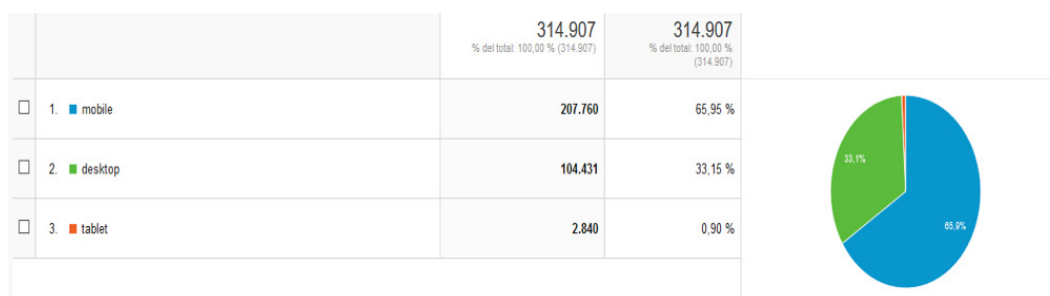 314.907
% del total: 100,00 % (314.907)
314.907
% del total: 100,00 %
(314.907)
1. mobile 207.760 65,95 %
2. desktop 104.431 33,15 %
3. tablet 2.840 0,90 %
33,1%
65,9%